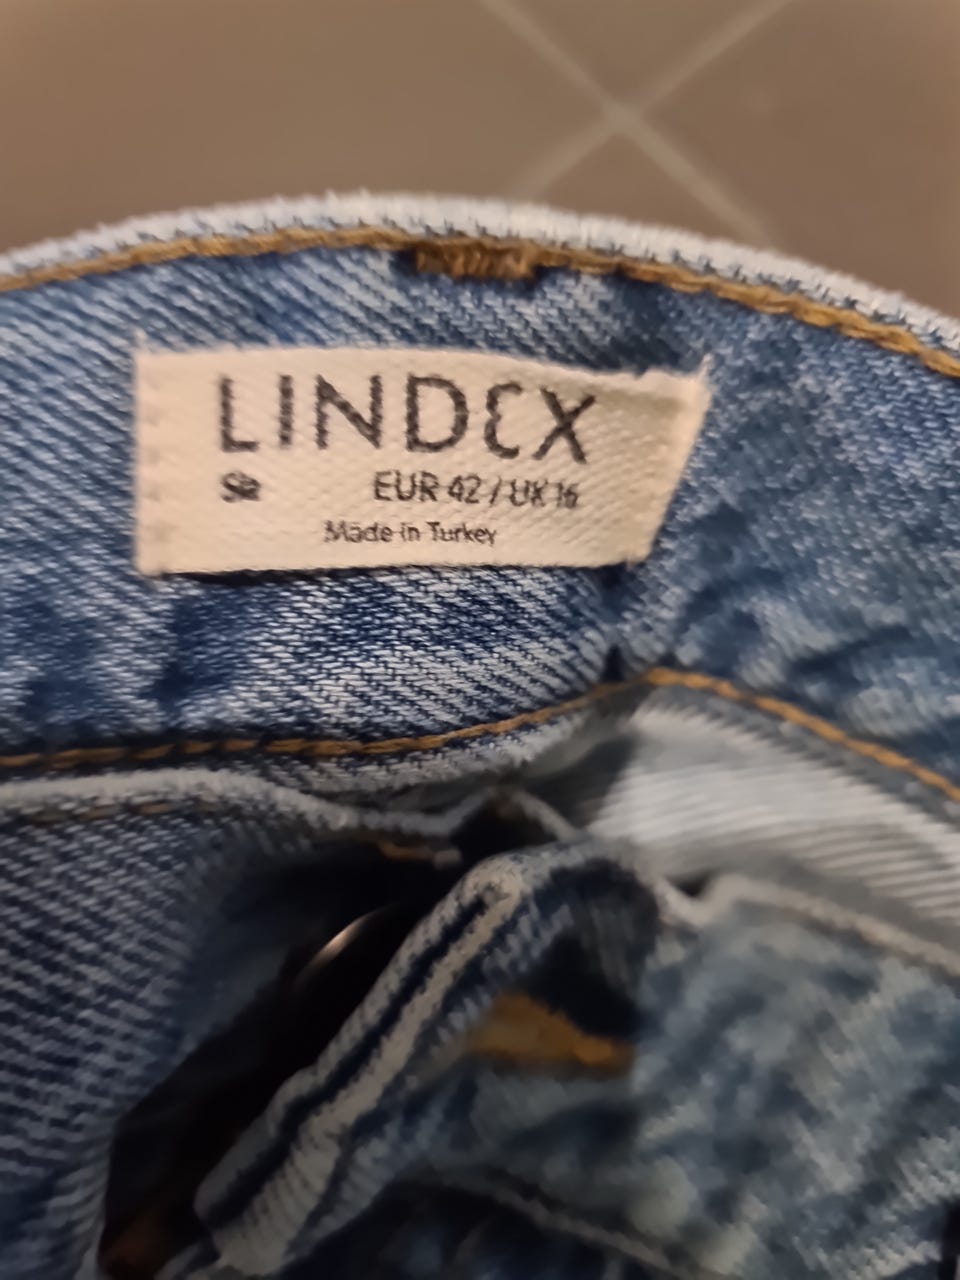 LINDEX
EUR 42 / UK 16
Made in Turkey